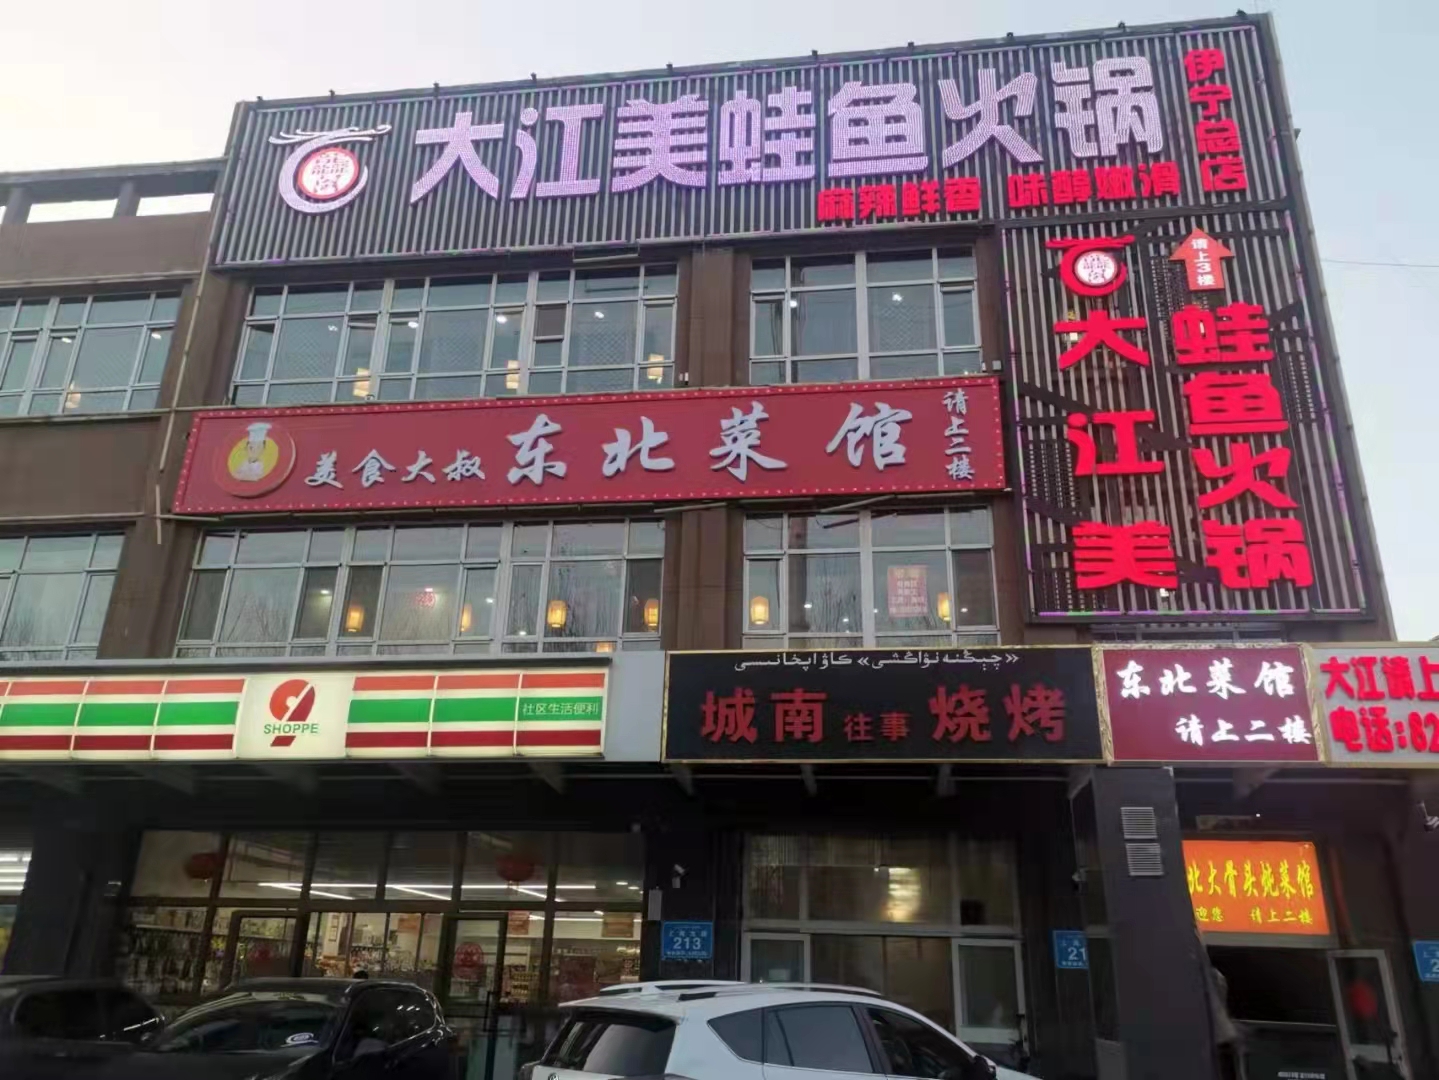 大江美蛙鱼火锅
伊宁总店
麻辣鲜香 味醇嫩滑
请上3楼
大江美
蛙鱼火锅
美食大叔 东北菜馆
请上二楼
9
SHOPPE
社区生活便利
城南往事烧烤
东北菜馆
请上二楼
大江请上
电话:82
北大骨头炖菜馆
迎您 请上二楼
213
21